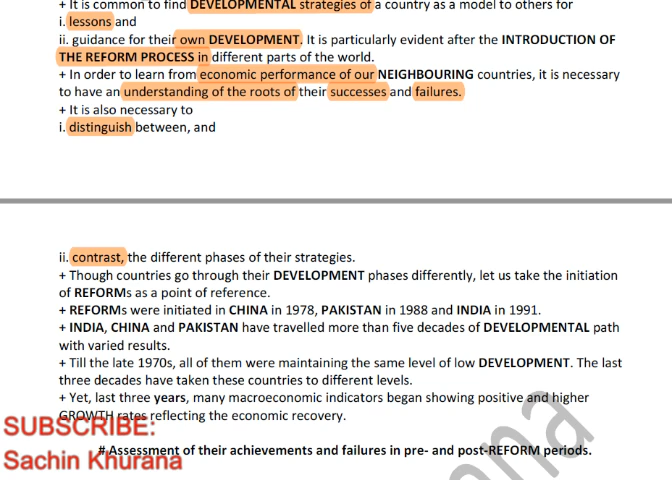 + It is common to find DEVELOPMENTAL strategies of a country as a model to others for
i. lessons and
ii. guidance for their own DEVELOPMENT. It is particularly evident after the INTRODUCTION OF
THE REFORM PROCESS in different parts of the world.
+ In order to learn from economic performance of our NEIGHBOURING countries, it is necessary
to have an understanding of the roots of their successes and failures.
+ It is also necessary to
i. distinguish between, and
ii. contrast, the different phases of their strategies.
+ Though countries go through their DEVELOPMENT phases differently, let us take the initiation
of REFORMs as a point of reference.
+ REFORMs were initiated in CHINA in 1978, PAKISTAN in 1988 and INDIA in 1991.
+ INDIA, CHINA and PAKISTAN have travelled more than five decades of DEVELOPMENTAL path
with varied results.
+ Till the late 1970s, all of them were maintaining the same level of low DEVELOPMENT. The last
three decades have taken these countries to different levels.
+ Yet, last three years, many macroeconomic indicators began showing positive and higher
GROWTH rates reflecting the economic recovery.
SUBSCRIBE:
Sachin Khurana
# Assessment of their achievements and failures in pre- and post-REFORM periods.
ana